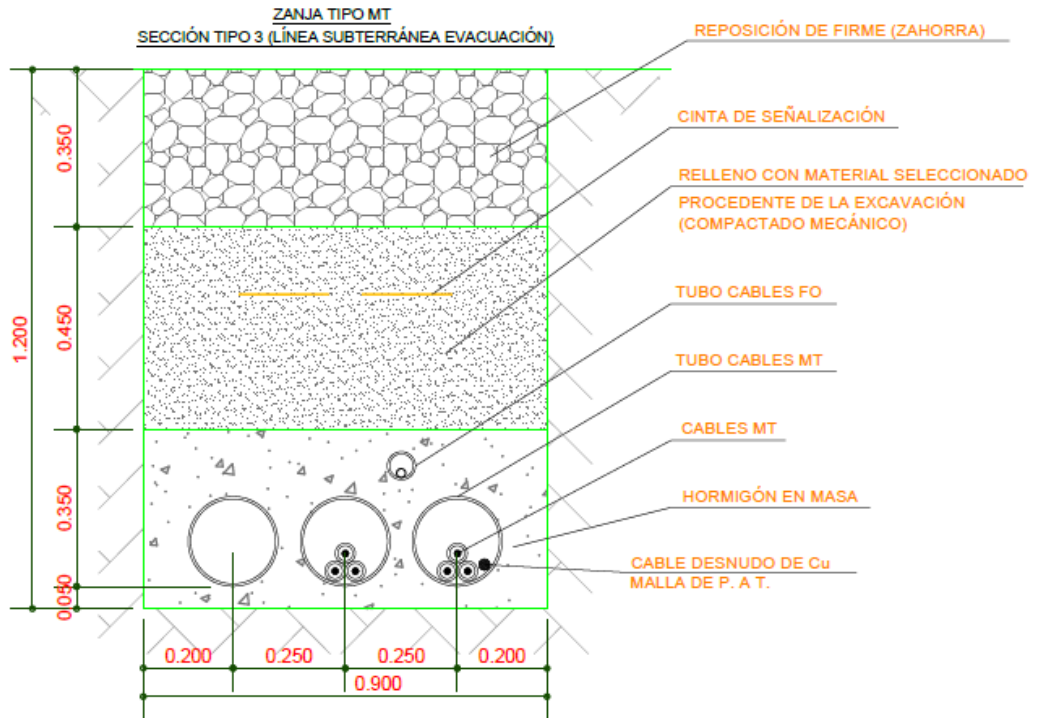 ZANJA TIPO MT
SECCIÓN TIPO 3 (LÍNEA SUBTERRÁNEA EVACUACIÓN)
REPOSICIÓN DE FIRME (ZAHORRA)
CINTA DE SEÑALIZACIÓN
RELLENO CON MATERIAL SELECCIONADO
PROCEDENTE DE LA EXCAVACIÓN
(COMPACTADO MECÁNICO)
TUBO CABLES FO
TUBO CABLES MT
CABLES MT
HORMIGÓN EN MASA
CABLE DESNUDO DE Cu
MALLA DE P. A T.
1.200
0.350
0.450
0.350
0.050
0.200 0.250 0.250 0.200
0.900